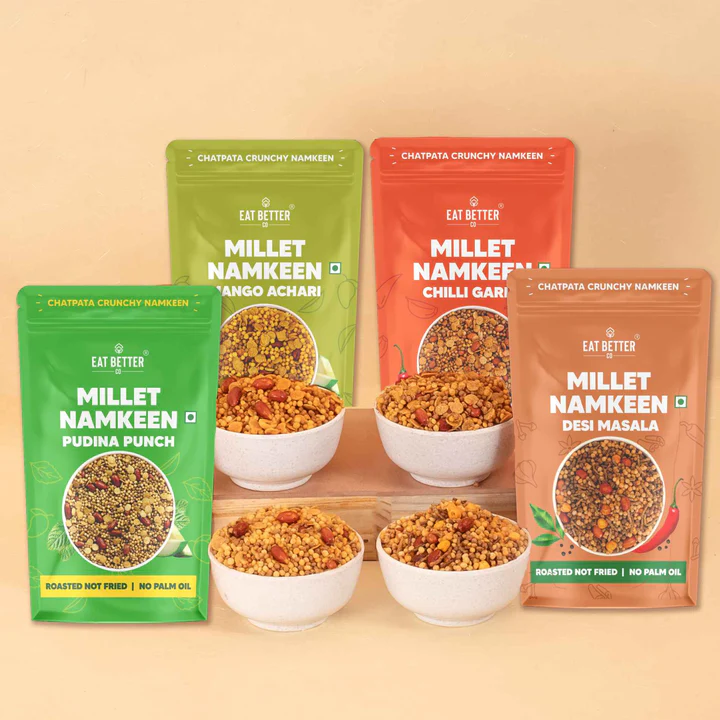 CHATPATA CRUNCHY NAMKEEN
EAT BETTER
CO
MILLET
NAMKEEN
MANGO ACHARI
CHATPATA CRUNCHY NAMKEEN
EAT BETTER
CO
MILLET
NAMKEEN
CHILLI GARLIC
CHATPATA CRUNCHY NAMKEEN
EAT BETTER
CO
MILLET
NAMKEEN
PUDINA PUNCH
ROASTED NOT FRIED | NO PALM OIL
CHATPATA CRUNCHY NAMKEEN
EAT BETTER
CO
MILLET
NAMKEEN
DESI MASALA
ROASTED NOT FRIED | NO PALM OIL